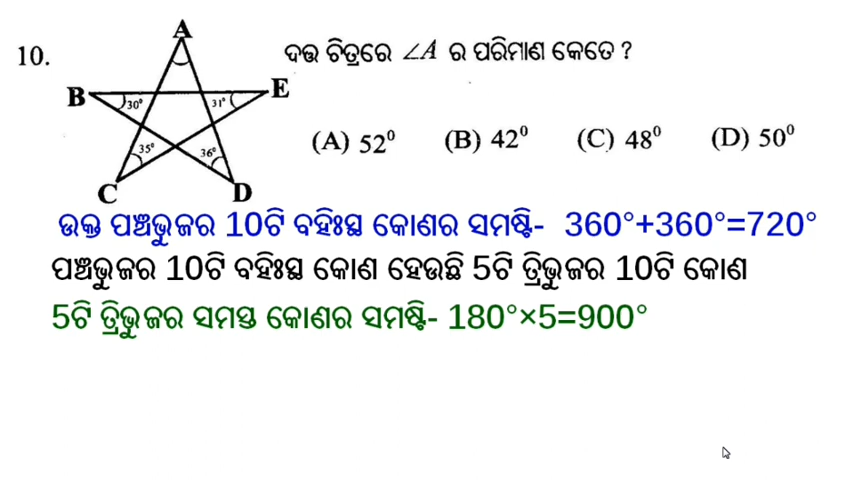 10.
ଦତ୍ତ ଚିତ୍ରରେ ∠A ର ପରିମାଣ କେତେ ?
A
B
E
30°
31°
35°
36°
C
D
(A) 52⁰ (B) 42⁰ (C) 48⁰ (D) 50⁰
ଉକ୍ତ ପଞ୍ଚଭୁଜର 10ଟି ବହିଃସ୍ଥ କୋଣର ସମଷ୍ଟି- 360°+360°=720°
ପଞ୍ଚଭୁଜର 10ଟି ବହିଃସ୍ଥ କୋଣ ହେଉଛି 5ଟି ତ୍ରିଭୁଜର 10ଟି କୋଣ
5ଟି ତ୍ରିଭୁଜର ସମସ୍ତ କୋଣର ସମଷ୍ଟି- 180°×5=900°